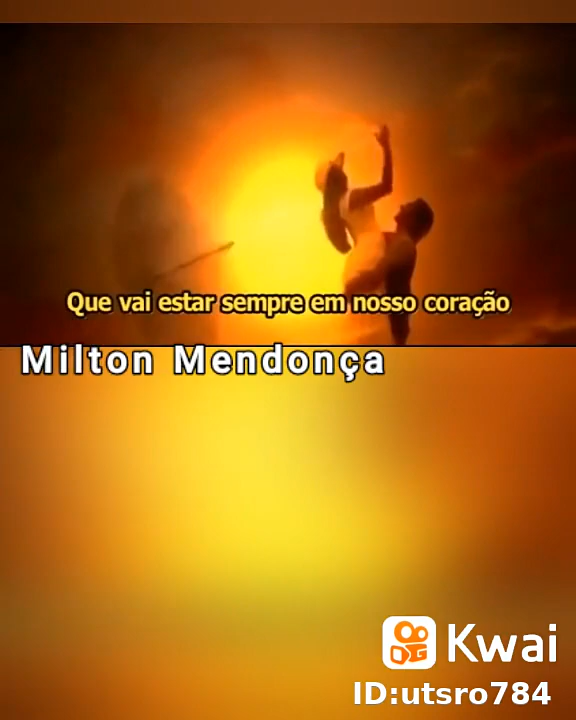 Que vai estar sempre em nosso coração
Milton Mendonça
Kwai
ID:utsro784